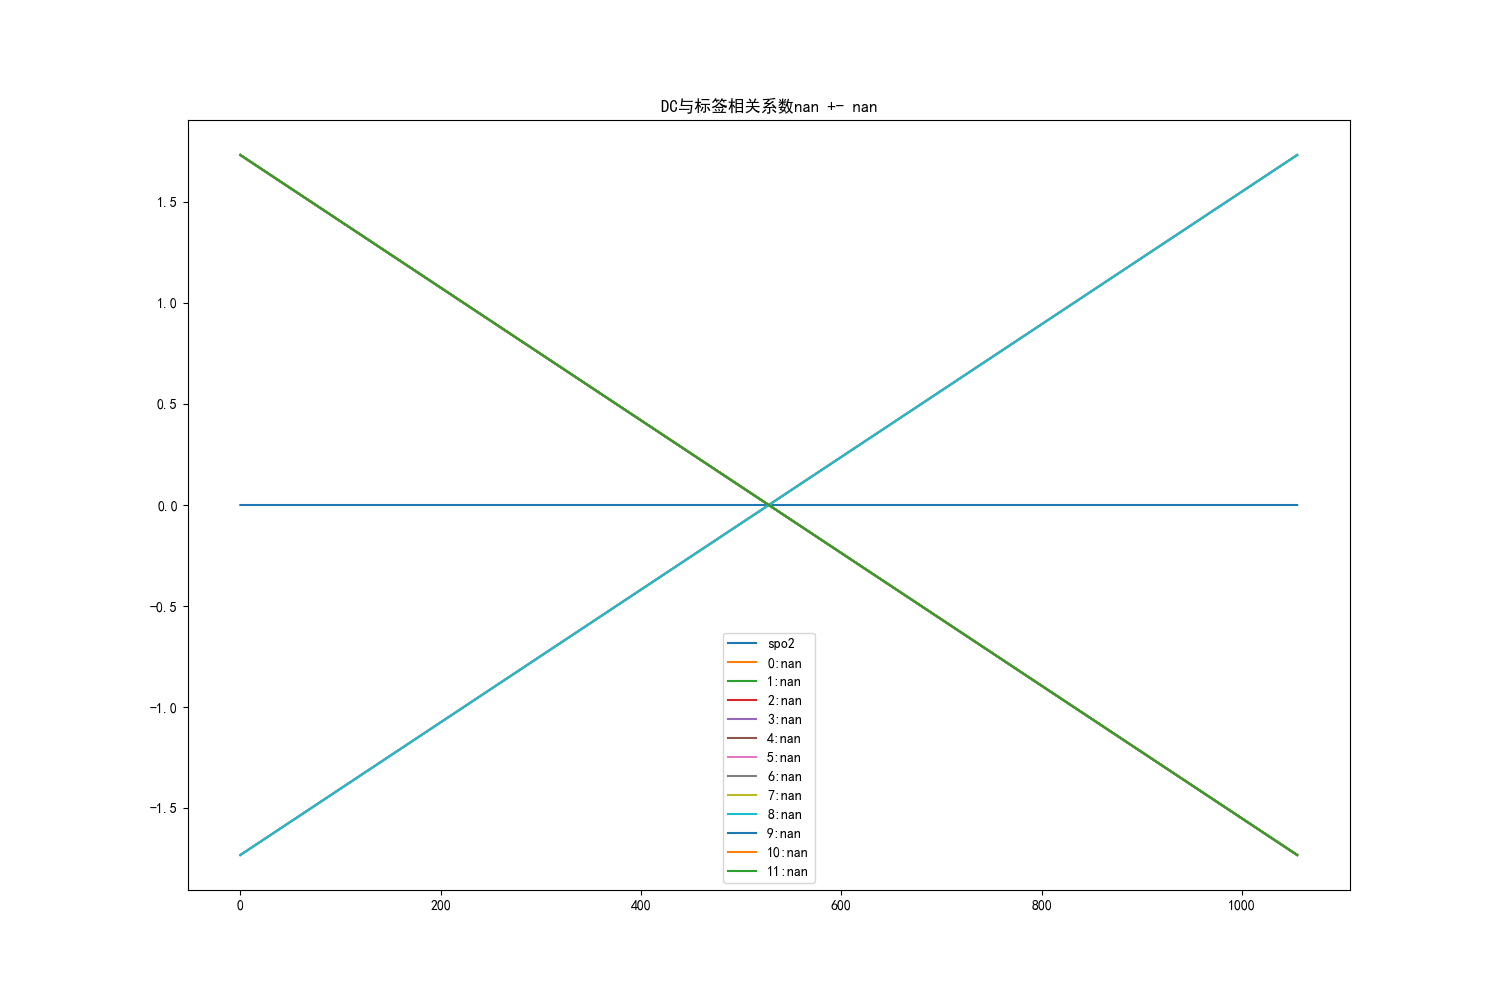 DC与标签相关系数nan +- nan
1.5
1.0
0.5
0.0
-0.5
-1.0
-1.5
spo2
0:nan
1:nan
2:nan
3:nan
4:nan
5:nan
6:nan
7:nan
8:nan
9:nan
10:nan
11:nan
0 200 400 600 800 1000